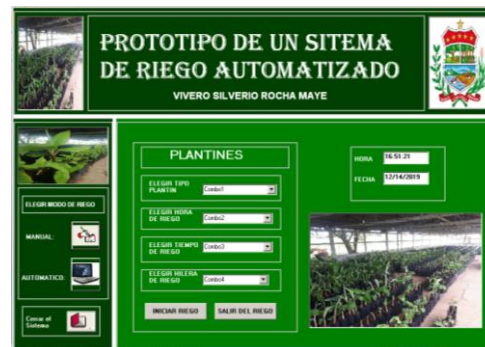 PROTOTIPO DE UN SITEMA
DE RIEGO AUTOMATIZADO
VIVERO SILVERIO ROCHA MAYE
ELEGIR MODO DE RIEGO
MANUAL:
AUTOMATICO:
Cerrar el
Sistema
PLANTINES
ELEGIR TIPO
PLANTIN
Combo1
ELEGIR HORA
DE RIEGO
Combo2
ELEGIR TIEMPO
DE RIEGO
Combo3
ELEGIR HILERA
DE RIEGO
Combo4
INICIAR RIEGO
SALIR DEL RIEGO
HORA
16:51:21
FECHA
12/14/2019